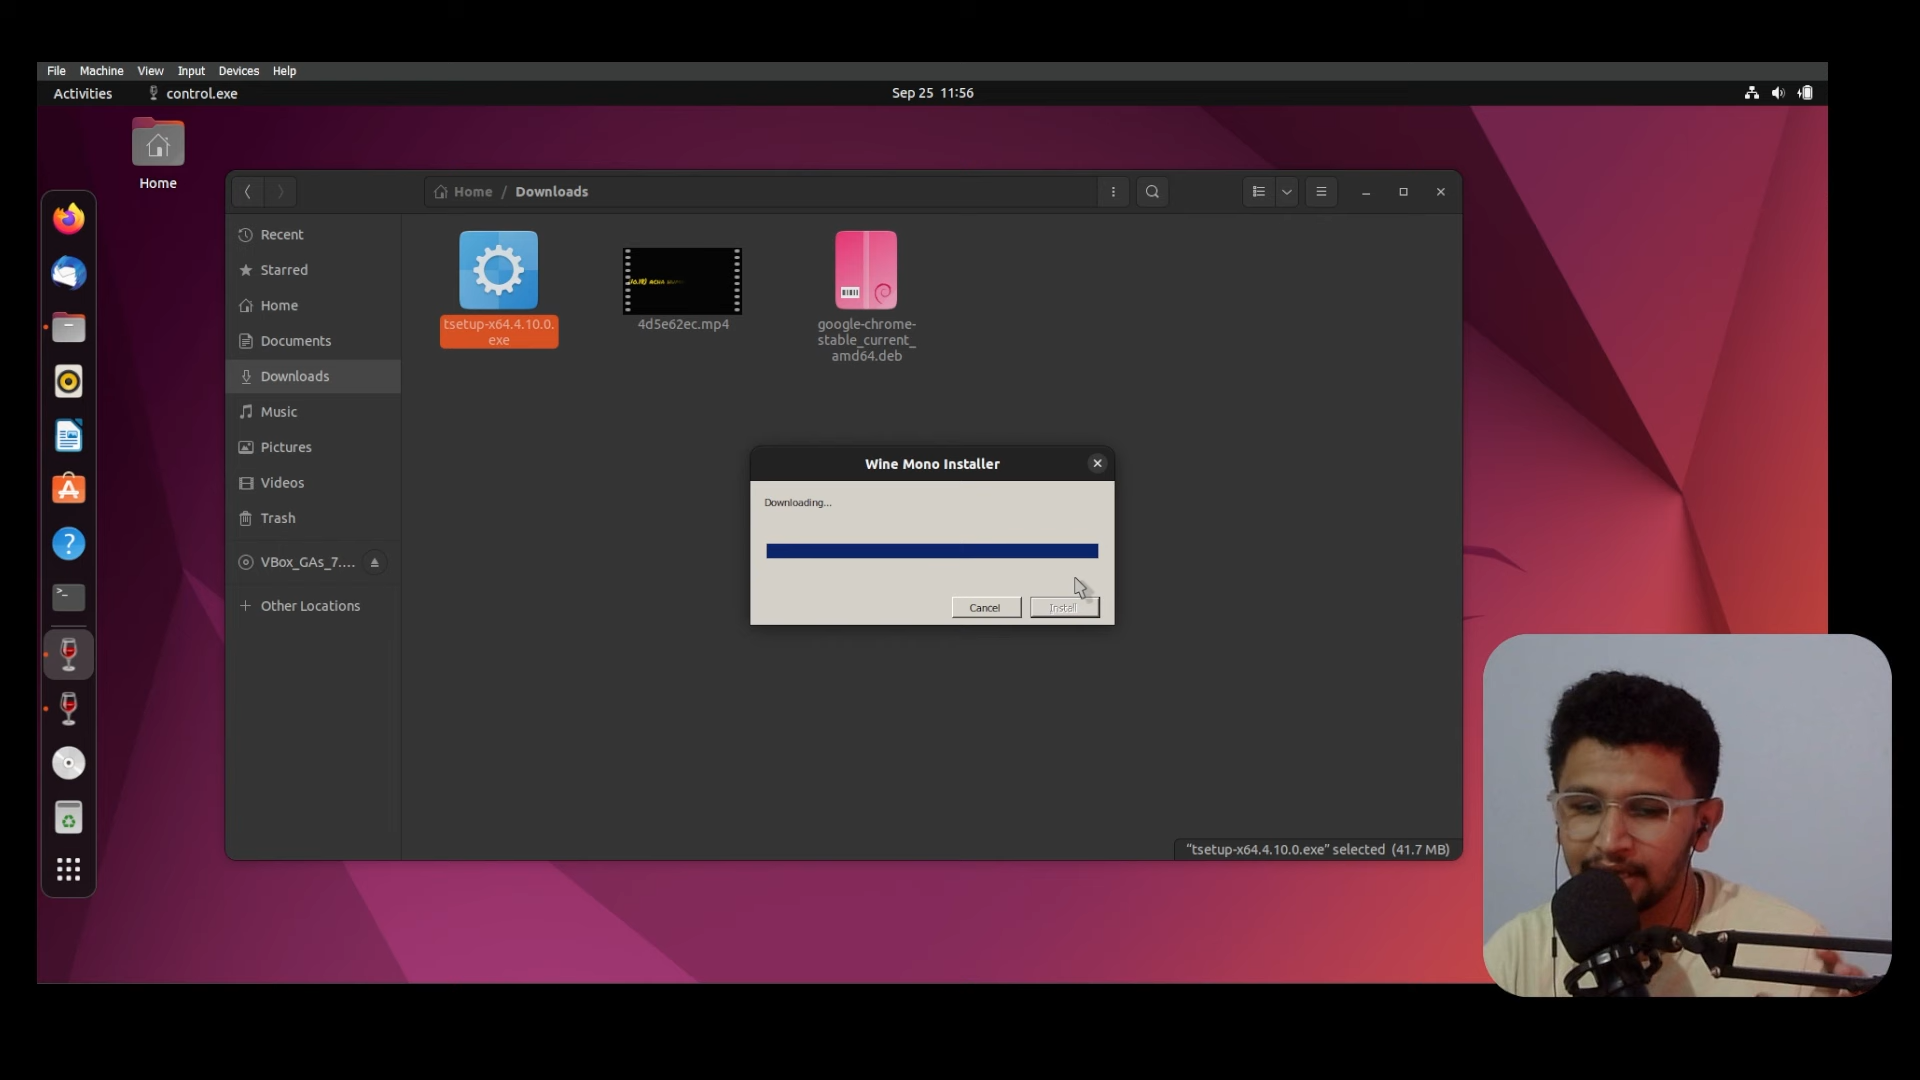 File Machine View Input Devices Help
Activities control.exe Sep 25 11:56
Home
Home / Downloads
Recent
Starred
Home
Documents
Downloads
Music
Pictures
Videos
Trash
VBox_GAs_7....
Other Locations
tsetup-x64.4.10.0.
exe
4d5e62ec.mp4
google-chrome-
stable_current_
amd64.deb
Wine Mono Installer
Downloading...
Cancel Install
"tsetup-x64.4.10.0.exe" selected (41.7 MB)